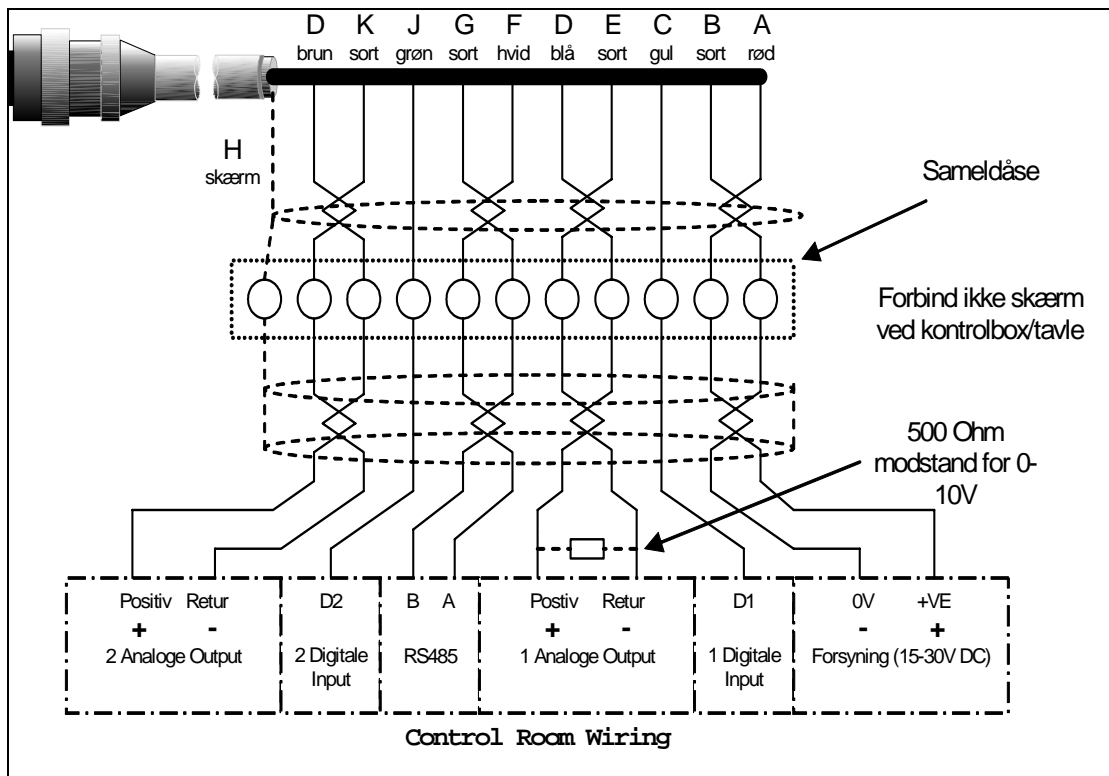 D K J G F D E C B A
brun sort grøn sort hvid blå sort gul sort rød
H
skærm
Sameldåse
Forbind ikke skærm
ved kontrolbox/tavle
500 Ohm
modstand for 0-
10V
Positiv Retur D2 B A Postiv Retur D1 0V +VE
+ - + - - +
2 Analoge Output 2 Digitale RS485 1 Analoge Output 1 Digitale Forsyning (15-30V DC)
Input Input
Control Room Wiring